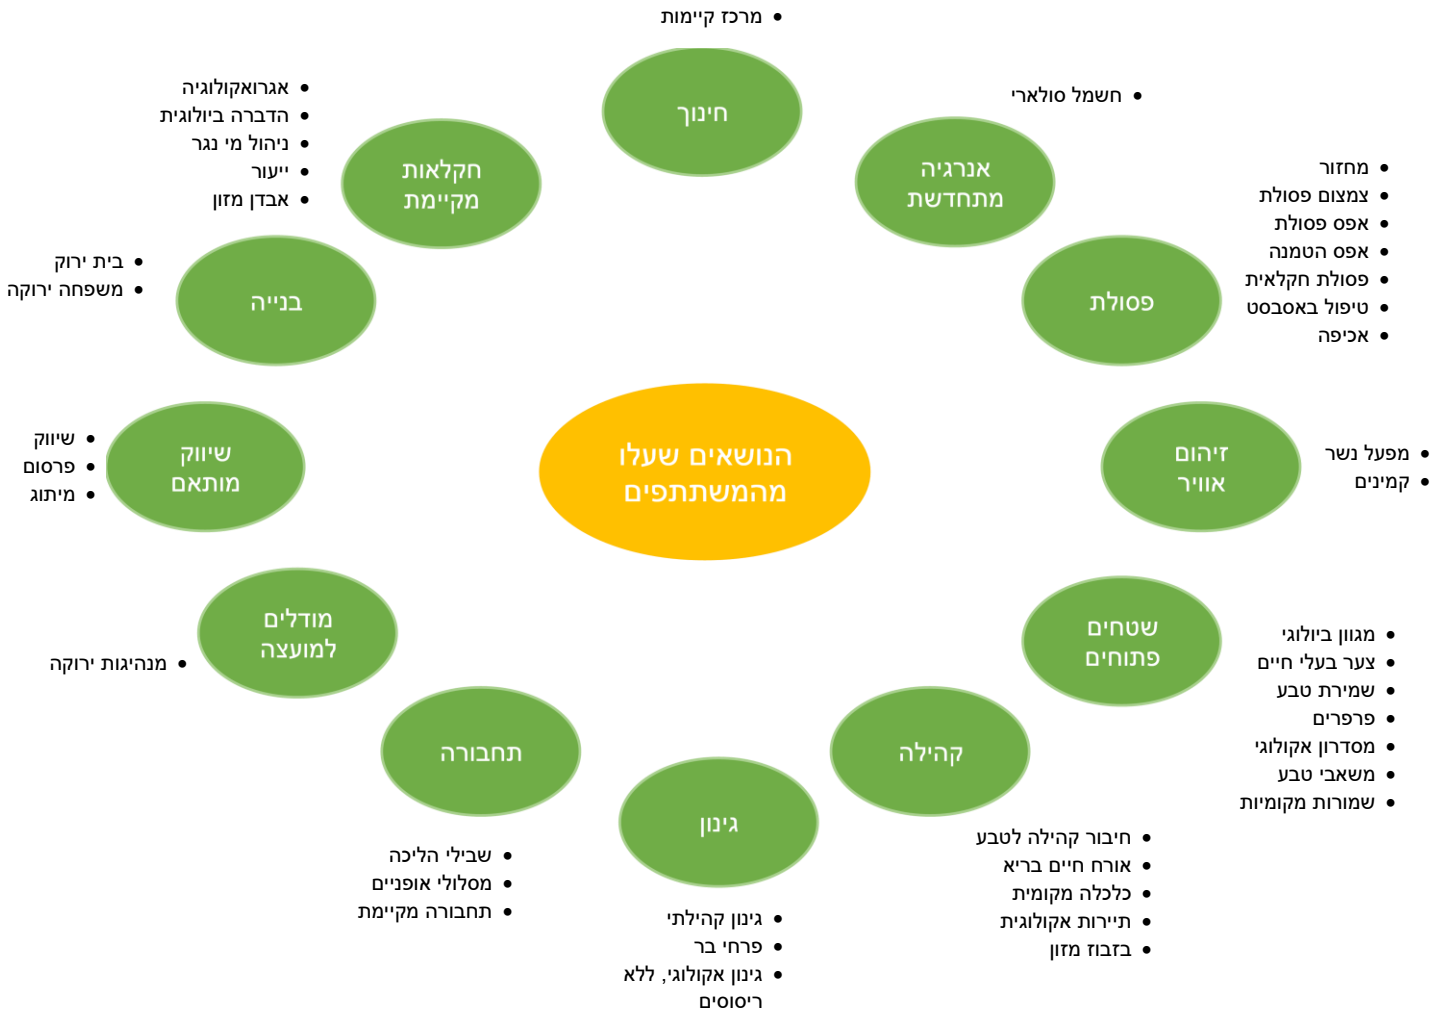 הנושאים שעלו
מהמשתתפים
חינוך
• מרכז קיימות
אנרגיה
מתחדשת
• חשמל סולארי
פסולת
• מחזור
• צמצום פסולת
• אפס פסולת
• אפס הטמנה
• פסולת חקלאית
• טיפול באסבסט
• אכיפה
זיהום
אוויר
• מפעל נשר
• קמינים
שטחים
פתוחים
• מגוון ביולוגי
• צער בעלי חיים
• שמירת טבע
• פרפרים
• מסדרון אקולוגי
• משאבי טבע
• שמורות מקומיות
קהילה
• חיבור קהילה לטבע
• אורח חיים בריא
• כלכלה מקומית
• תיירות אקולוגית
• בזבוז מזון
גינון
• גינון קהילתי
• פרחי בר
• גינון אקולוגי, ללא
ריסוסים
תחבורה
• שבילי הליכה
• מסלולי אופניים
• תחבורה מקיימת
מודלים
למועצה
• מנהיגות ירוקה
שיווק
מותאם
• שיווק
• פרסום
• מיתוג
בנייה
• בית ירוק
• משפחה ירוקה
חקלאות
מקיימת
• אגרואקולוגיה
• הדברה ביולוגית
• ניהול מי נגר
• ייעור
• אבדן מזון